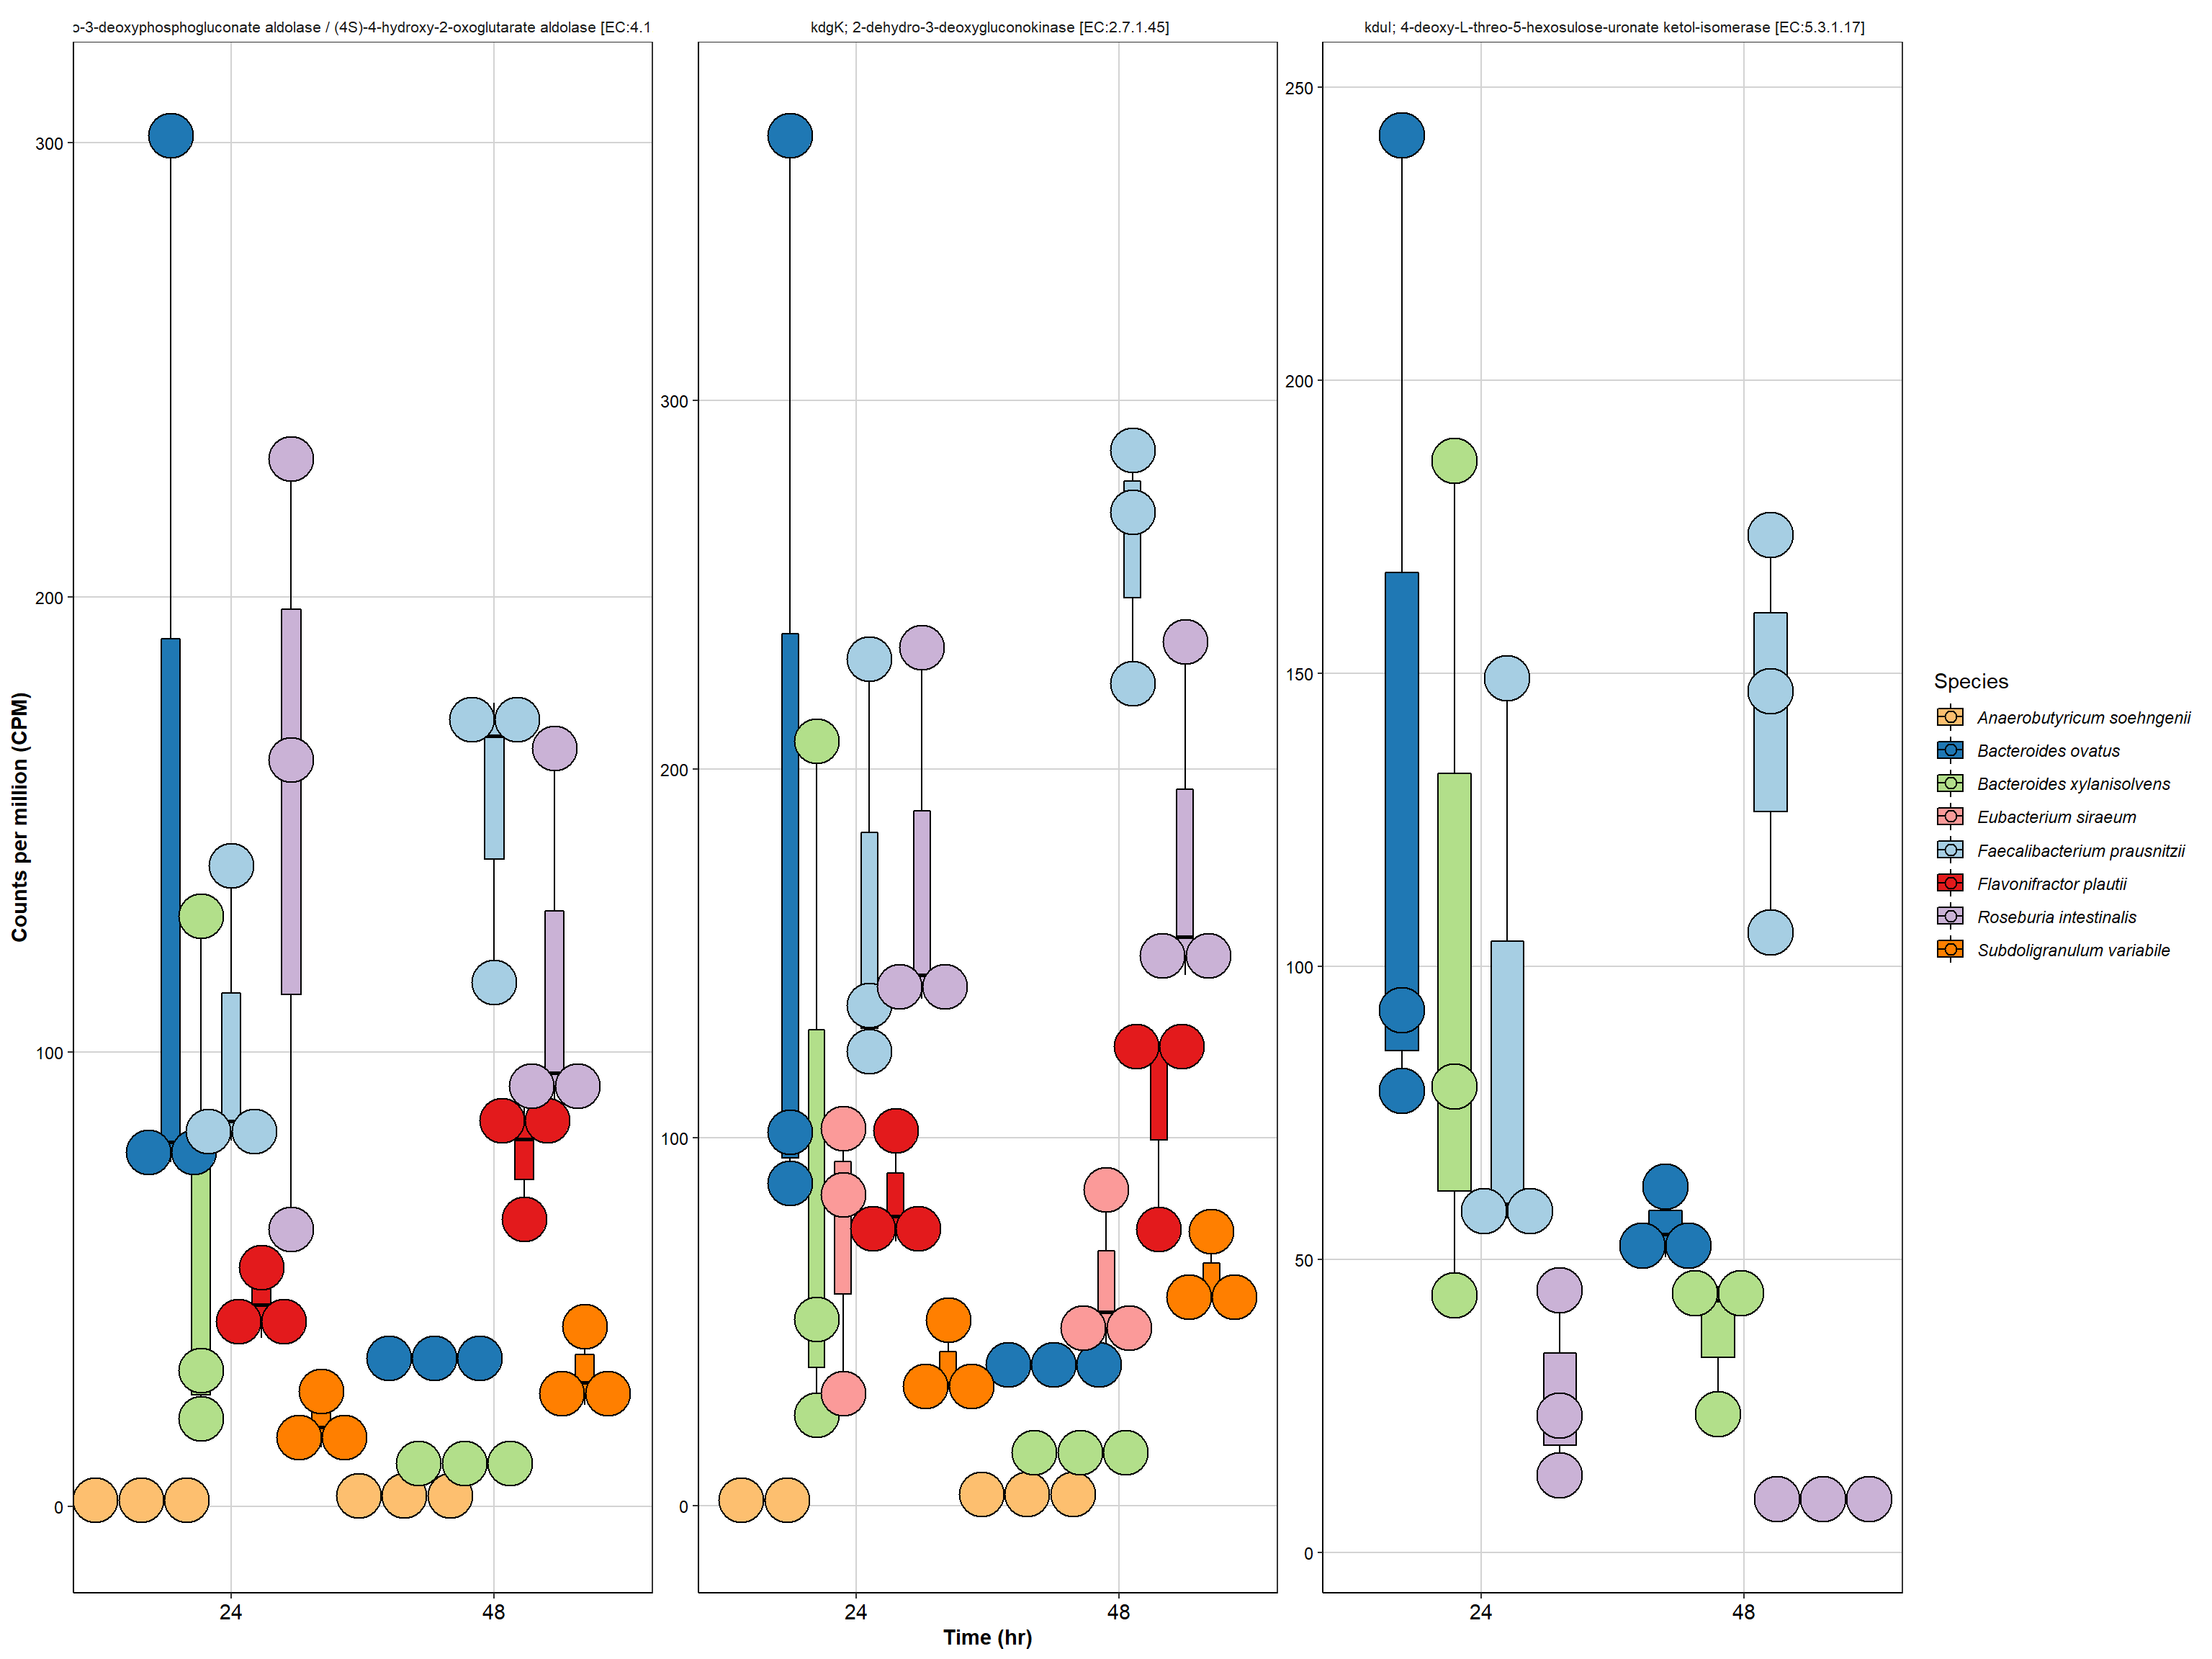 o-3-deoxyphosphogluconate aldolase / (4S)-4-hydroxy-2-oxoglutarate aldolase [EC:4.1
kdgK; 2-dehydro-3-deoxygluconokinase [EC:2.7.1.45]
kduI; 4-deoxy-L-threo-5-hexosulose-uronate ketol-isomerase [EC:5.3.1.17]
Counts per million (CPM)
300
200
100
0
300
200
100
0
250
200
150
100
50
0
24
48
24
48
24
48
Time (hr)
Species
Anaerobutyricum soehngenii
Bacteroides ovatus
Bacteroides xylanisolvens
Eubacterium siraeum
Faecalibacterium prausnitzii
Flavonifractor plautii
Roseburia intestinalis
Subdoligranulum variabile